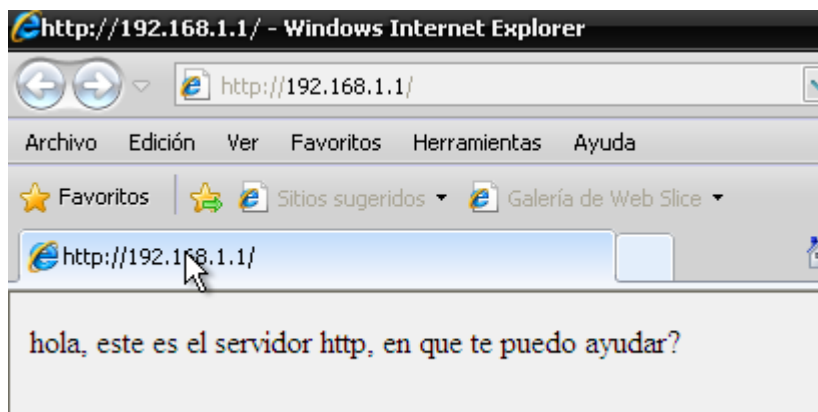 http://192.168.1.1/ - Windows Internet Explorer
http://192.168.1.1/
Archivo Edición Ver Favoritos Herramientas Ayuda
Favoritos Sitios sugeridos Galería de Web Slice
http://192.168.1.1/
hola, este es el servidor http, en que te puedo ayudar?